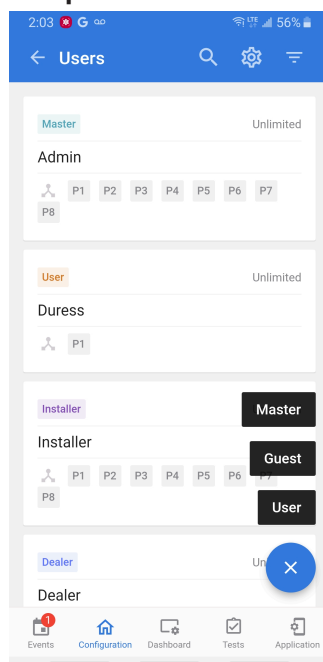 2:03 G LTE 56%
Users
Master Unlimited
Admin
P1 P2 P3 P4 P5 P6 P7
P8
User Unlimited
Duress
P1
Installer
Master
Installer
Guest
P1 P2 P3 P4 P5 P6 P7
P8
User
Dealer Un
Dealer
1
Events Configuration Dashboard Tests Application